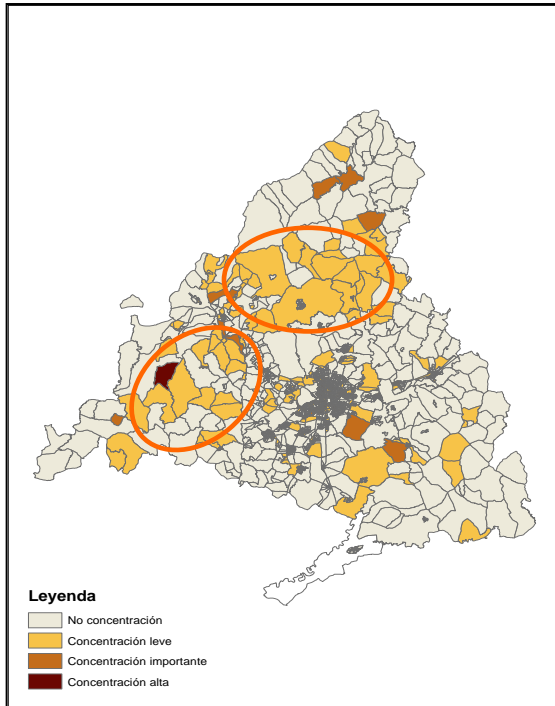 Leyenda
No concentración
Concentración leve
Concentración importante
Concentración alta